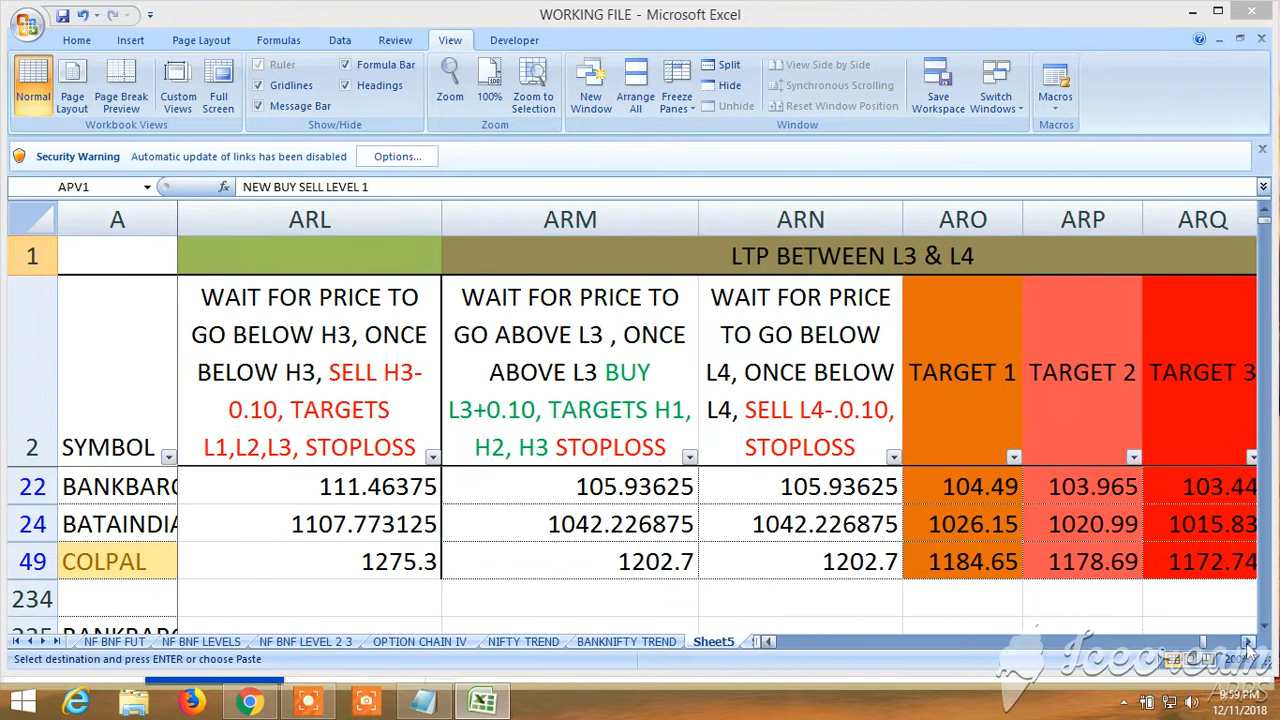 WORKING FILE - Microsoft Excel
Home Insert Page Layout Formulas Data Review View Developer
Normal Page Layout Page Break Preview Custom Views Full Screen
Workbook Views
Ruler Formula Bar
Gridlines Headings
Message Bar
Show/Hide
Zoom 100% Zoom to Selection
Zoom
New Window Arrange All Freeze Panes
Split
Hide
Unhide
View Side by Side
Synchronous Scrolling
Reset Window Position
Window
Save Workspace Switch Windows
Macros
Macros
Security Warning Automatic update of links has been disabled Options...
APV1 fx NEW BUY SELL LEVEL 1
A ARL ARM ARN ARO ARP ARQ
1 LTP BETWEEN L3 & L4
2 SYMBOL
WAIT FOR PRICE TO
GO BELOW H3, ONCE
BELOW H3, SELL H3-
0.10, TARGETS
L1,L2,L3, STOPLOSS
WAIT FOR PRICE TO
GO ABOVE L3 , ONCE
ABOVE L3 BUY
L3+0.10, TARGETS H1,
H2, H3 STOPLOSS
WAIT FOR PRICE
TO GO BELOW
L4, ONCE BELOW
L4, SELL L4-.0.10,
STOPLOSS
TARGET 1 TARGET 2 TARGET 3
22 BANKBARO 111.46375 105.93625 105.93625 104.49 103.965 103.44
24 BATAINDIA 1107.773125 1042.226875 1042.226875 1026.15 1020.99 1015.83
49 COLPAL 1275.3 1202.7 1202.7 1184.65 1178.69 1172.74
234
NF BNF FUT NF BNF LEVELS NF BNF LEVEL 2 3 OPTION CHAIN IV NIFTY TREND BANKNIFTY TREND Sheet5
Select destination and press ENTER or choose Paste 200%
Icecream
APPS
9:59 PM
12/11/2018